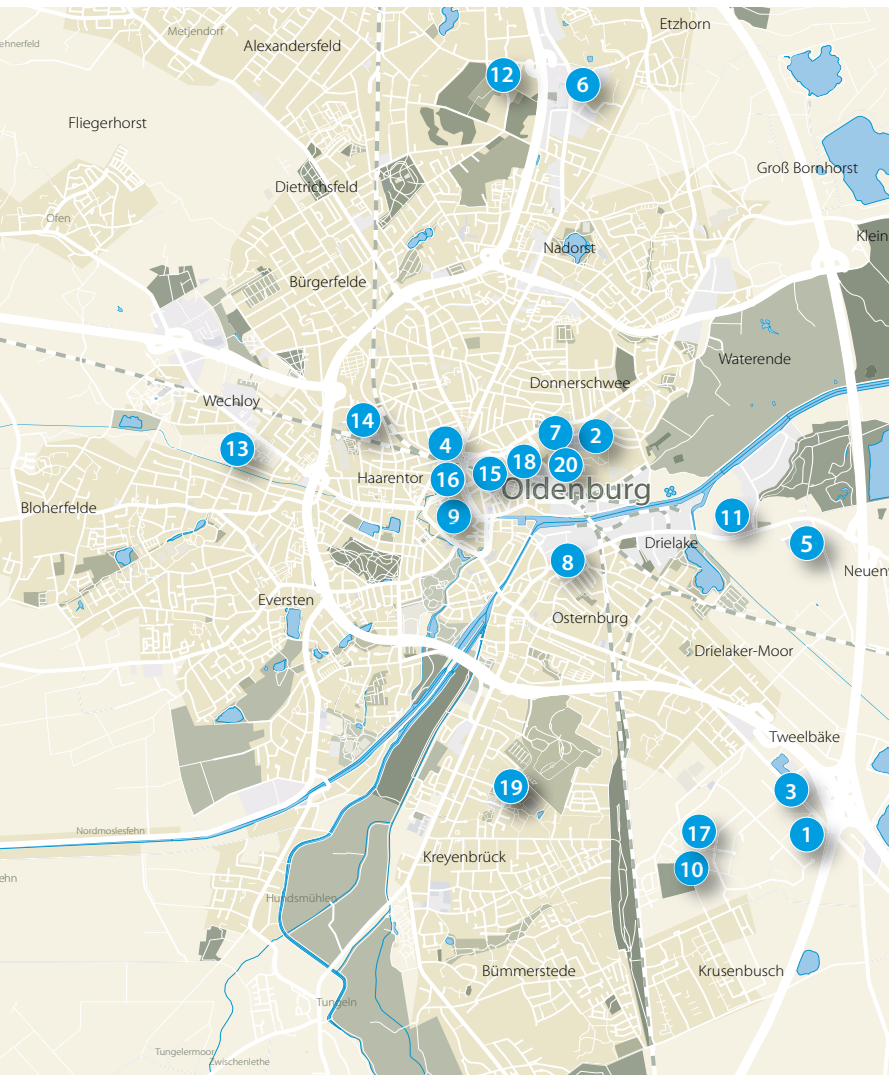 Etzhorn
Metjendorf
ehnerfeld
Alexandersfeld
12
6
Fliegerhorst
Groß Bornhorst
Dietrichsfeld
Ofen
Klein
Nadorst
Bürgerfelde
Waterende
Donnerschwee
Wechloy
14
7
2
4
13
18
20
15
16
Haarentor
Oldenburg
Bloherfelde
9
11
Drielake
5
8
Neuenw
Eversten
Osternburg
Drielaker-Moor
Tweelbäke
19
3
Nordmoslesfehn
17
1
Kreyenbrück
10
ehn
Hundsmühlen
Bümmerstede
Krusenbusch
Tungeln
Tungelermoor
Zwischenlethe